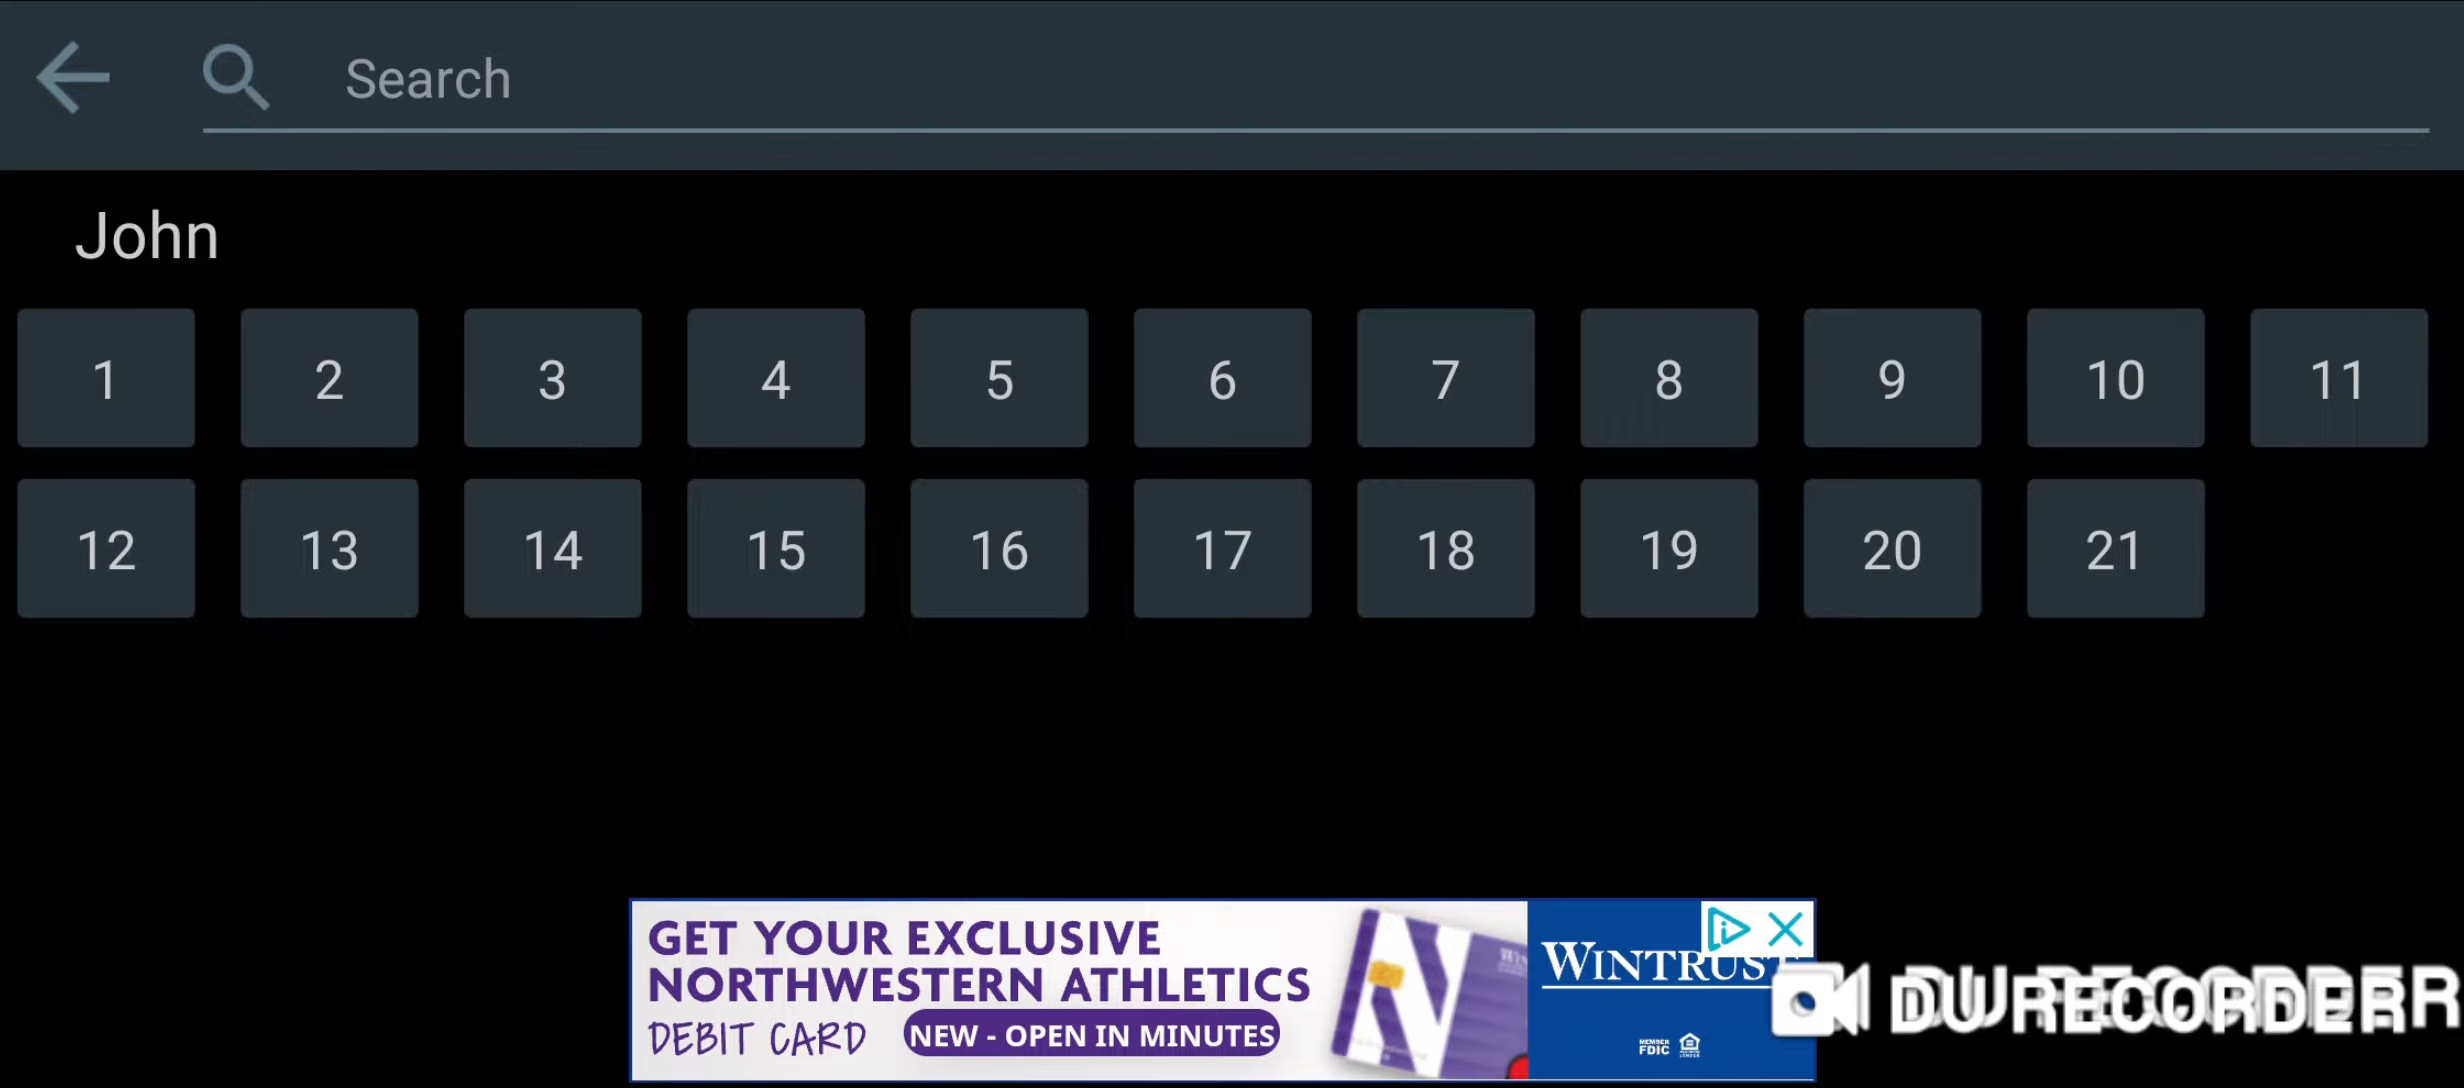 Search
John
1 2 3 4 5 6 7 8 9 10 11
12 13 14 15 16 17 18 19 20 21
GET YOUR EXCLUSIVE
NORTHWESTERN ATHLETICS
DEBIT CARD NEW - OPEN IN MINUTES
WINTRUST
MEMBER
FDIC
DU RECORDER